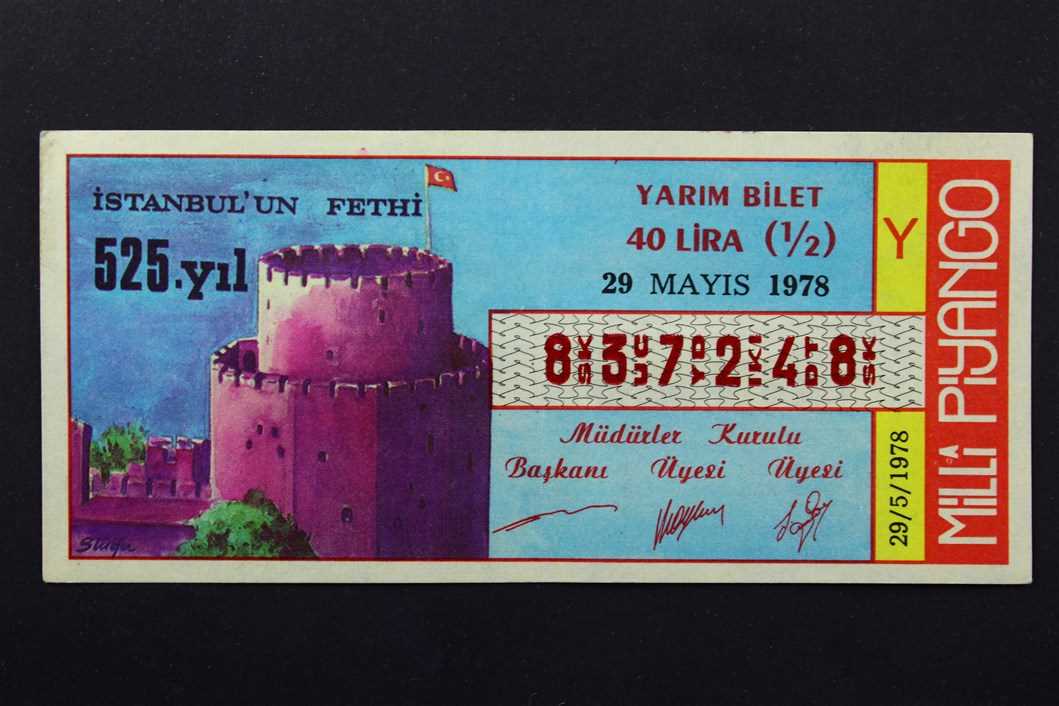 İSTANBUL'UN FETHİ
525.yıl
YARIM BİLET
40 LİRA (1/2)
29 MAYIS 1978
8 3 7 2 4 8
Müdürler Kurulu
Başkanı Üyesi Üyesi
Y
29/5/1978
MİLLİ PİYANGO